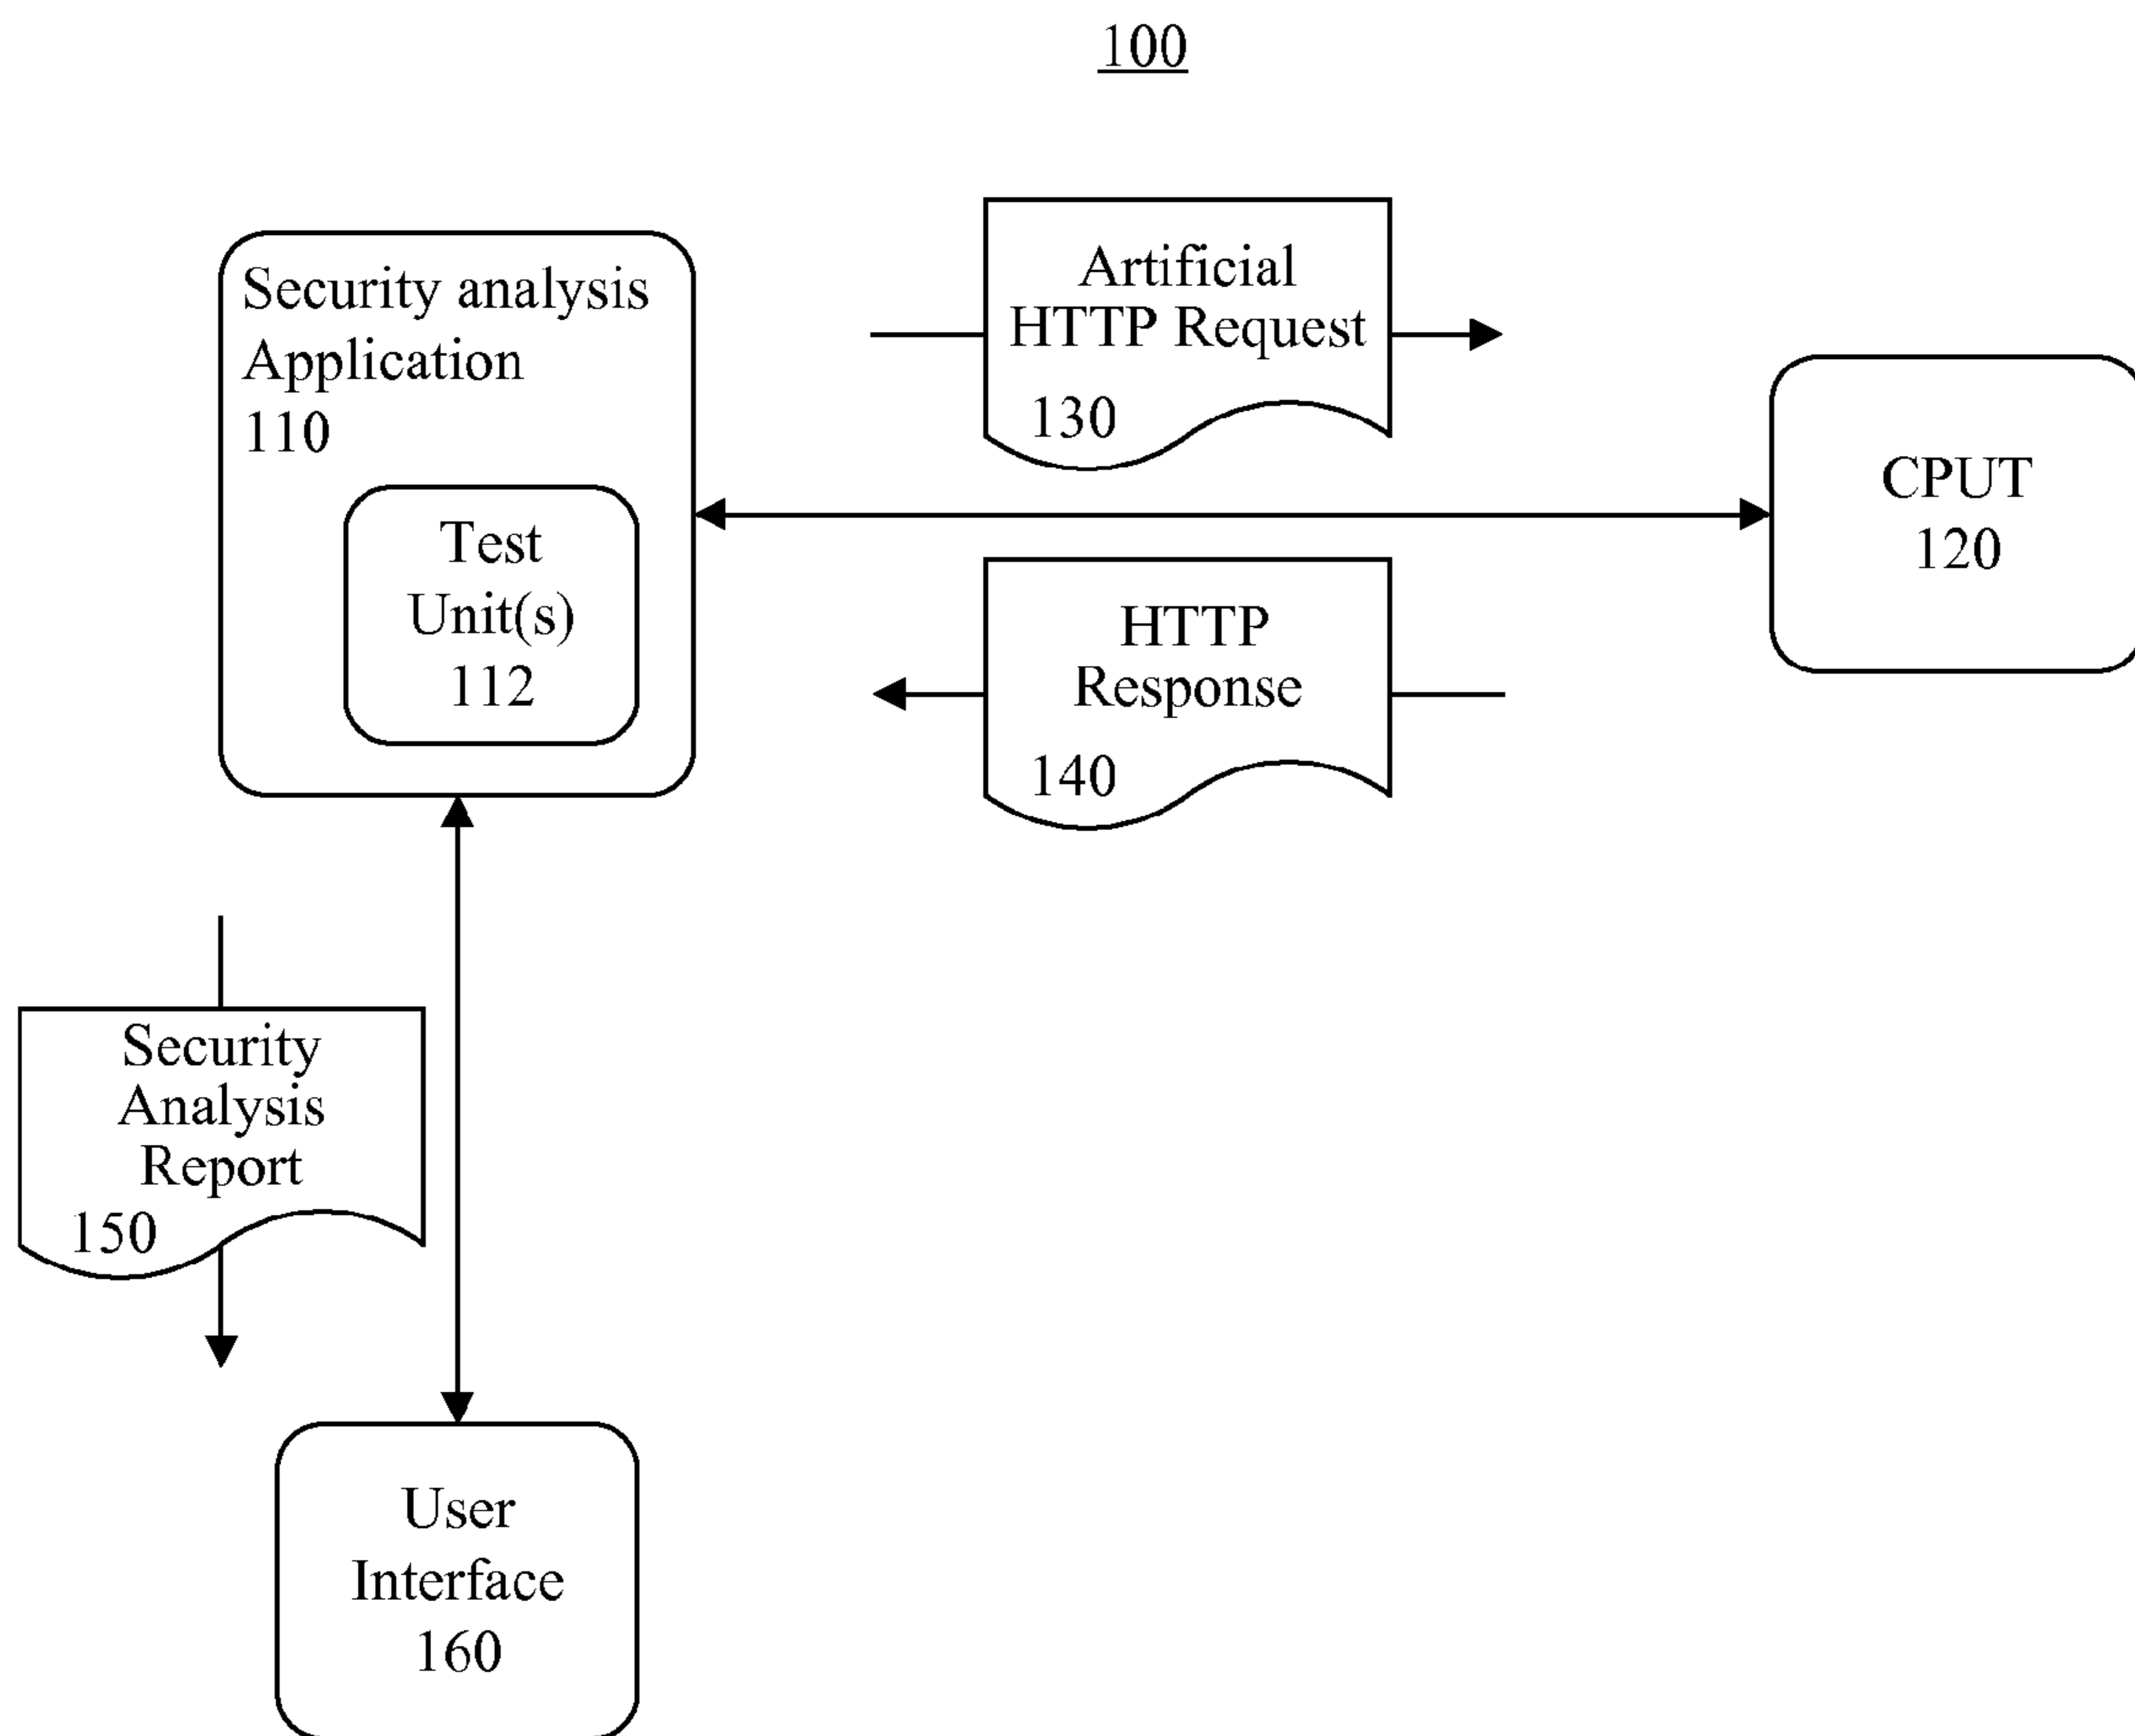 100
Security analysis
Application
110
Test
Unit(s)
112
Artificial
HTTP Request
130
CPUT
120
HTTP
Response
140
Security
Analysis
Report
150
User
Interface
160